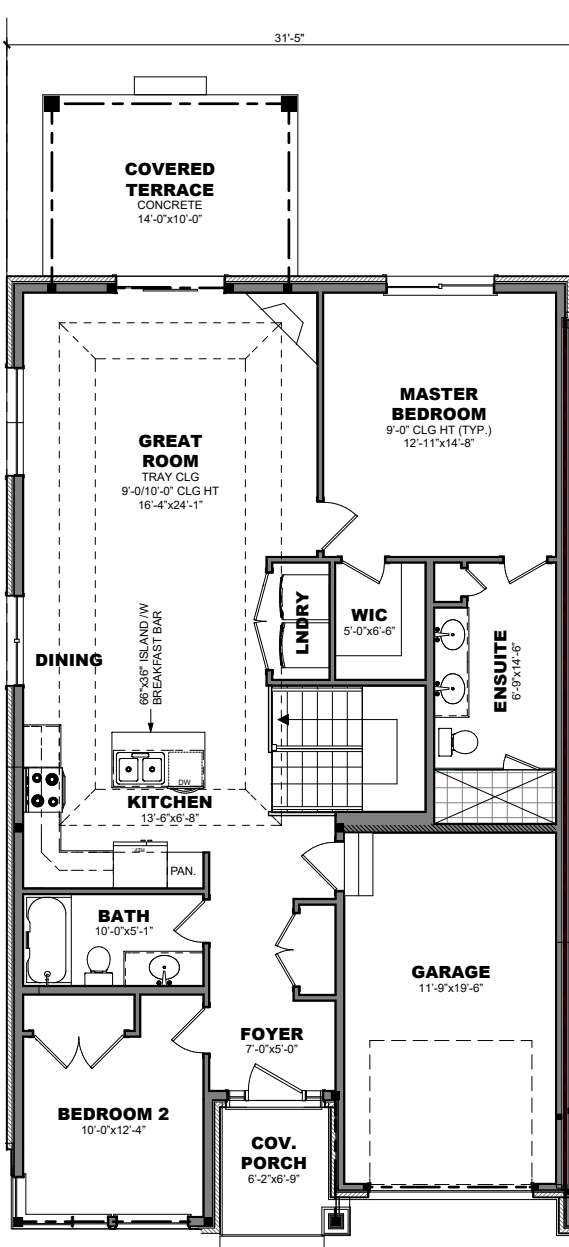 31'-5"
COVERED
TERRACE
CONCRETE
14'-0"x10'-0"
MASTER
BEDROOM
9'-0" CLG HT (TYP.)
12'-11"x14'-8"
GREAT
ROOM
TRAY CLG
9'-0/10'-0" CLG HT
16'-4"x24'-1"
LNDRY
WIC
5'-0"x6'-6"
ENSUITE
6'-9"x14'-6"
66"x36" ISLAND /W
BREAKFAST BAR
DINING
DW
KITCHEN
13'-6"x6'-8"
PAN.
BATH
10'-0"x5'-1"
GARAGE
11'-9"x19'-6"
FOYER
7'-0"x5'-0"
BEDROOM 2
10'-0"x12'-4"
COV.
PORCH
6'-2"x6'-9"